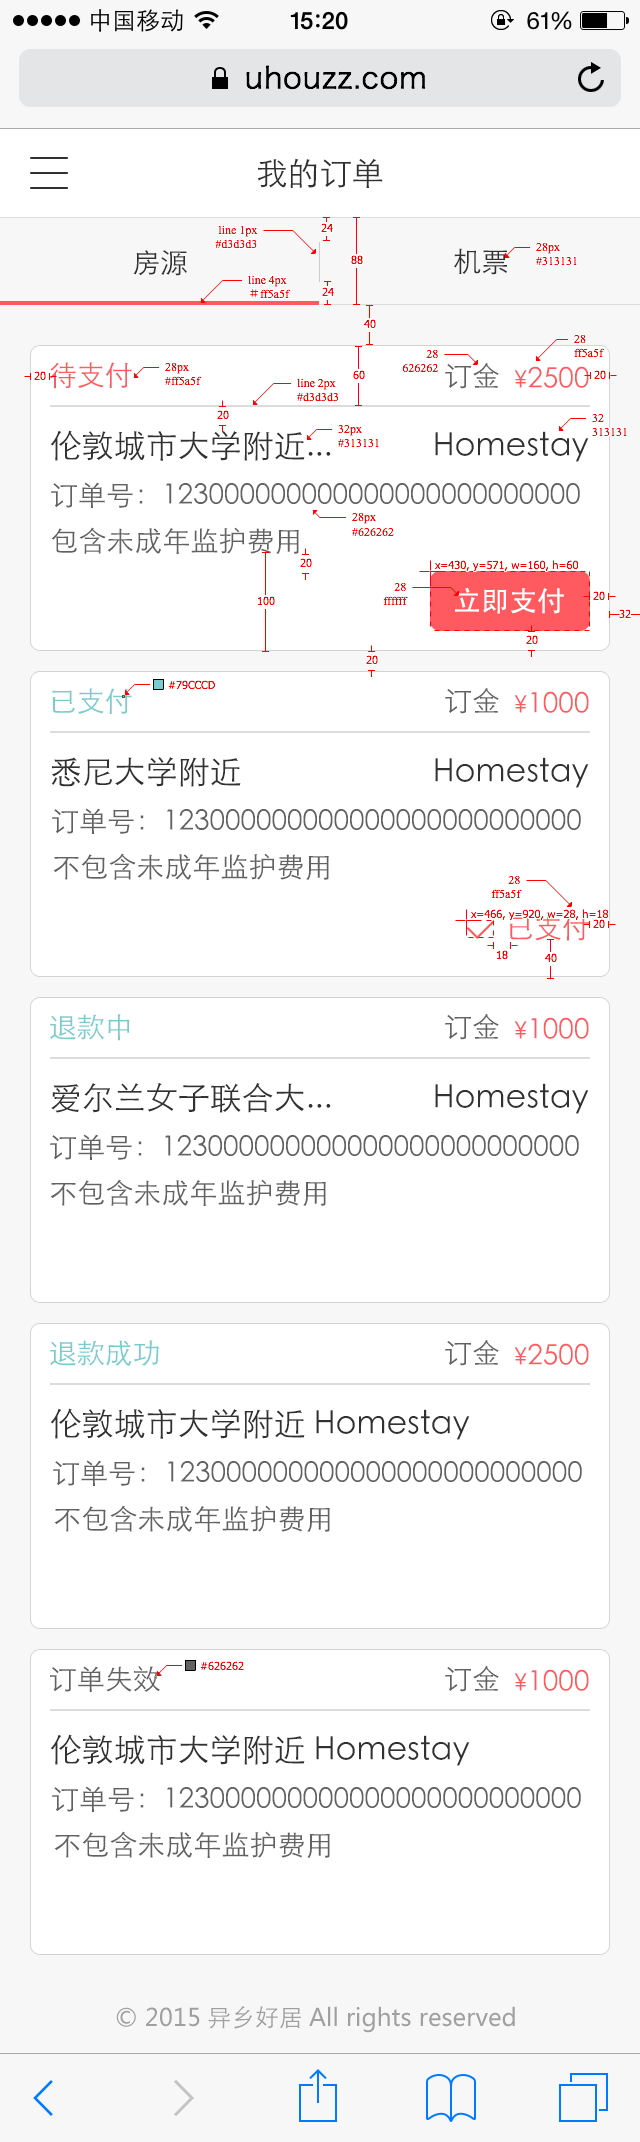 中国移动 15:20 61%
uhouzz.com
我的订单
房源 机票
line 1px
#d3d3d3
24
88
28px
#313131
line 4px
#ff5a5f
24
40
待支付 订金 ¥2500
20
28px
#ff5a5f
line 2px
#d3d3d3
60
28
626262
28
ff5a5f
20
20
伦敦城市大学附近... Homestay
32px
#313131
32
313131
订单号：12300000000000000000000000
28px
#626262
包含未成年监护费用
20
100
x=430, y=571, w=160, h=60
28
ffffff
立即支付
20
32
20
20
已支付 订金 ¥1000
#79CCCD
悉尼大学附近 Homestay
订单号：12300000000000000000000000
不包含未成年监护费用
28
ff5a5f
x=466, y=920, w=28, h=18
已支付
20
18
40
退款中 订金 ¥1000
爱尔兰女子联合大... Homestay
订单号：12300000000000000000000000
不包含未成年监护费用
退款成功 订金 ¥2500
伦敦城市大学附近 Homestay
订单号：12300000000000000000000000
不包含未成年监护费用
订单失效 订金 ¥1000
#626262
伦敦城市大学附近 Homestay
订单号：12300000000000000000000000
不包含未成年监护费用
© 2015 异乡好居 All rights reserved